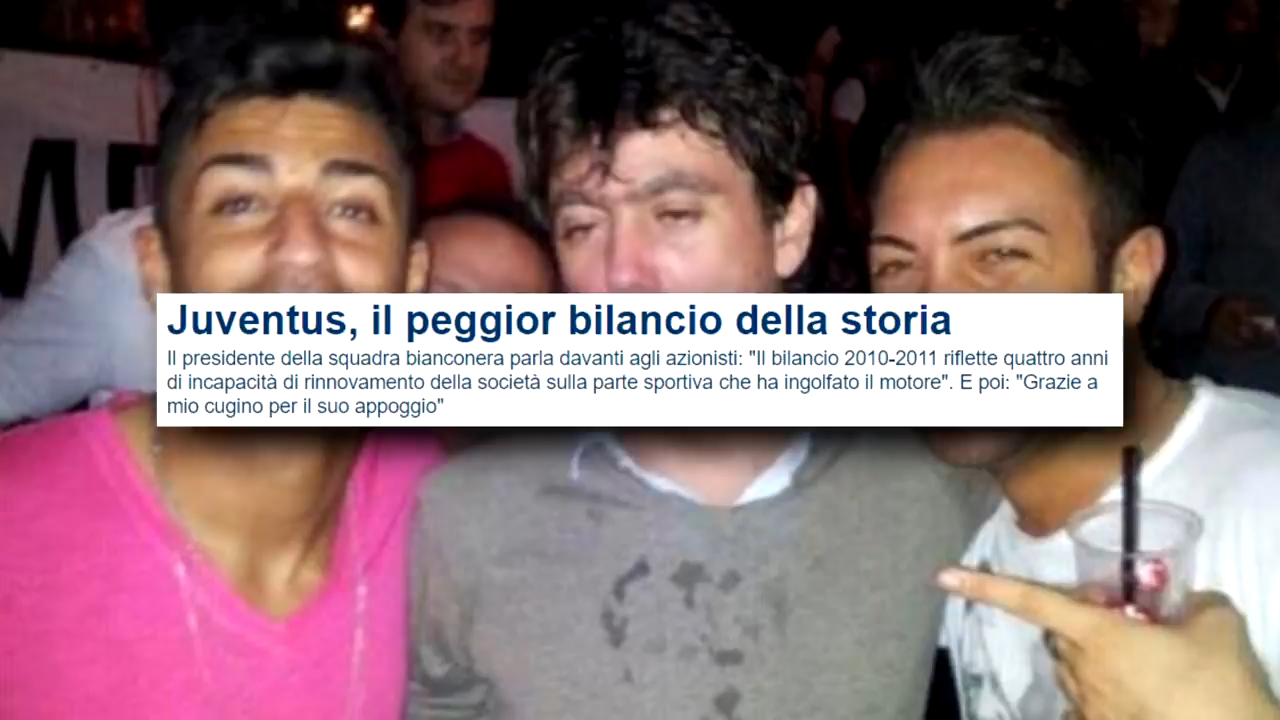 Juventus, il peggior bilancio della storia
Il presidente della squadra bianconera parla davanti agli azionisti: "Il bilancio 2010-2011 riflette quattro anni
di incapacità di rinnovamento della società sulla parte sportiva che ha ingolfato il motore". E poi: "Grazie a
mio cugino per il suo appoggio"